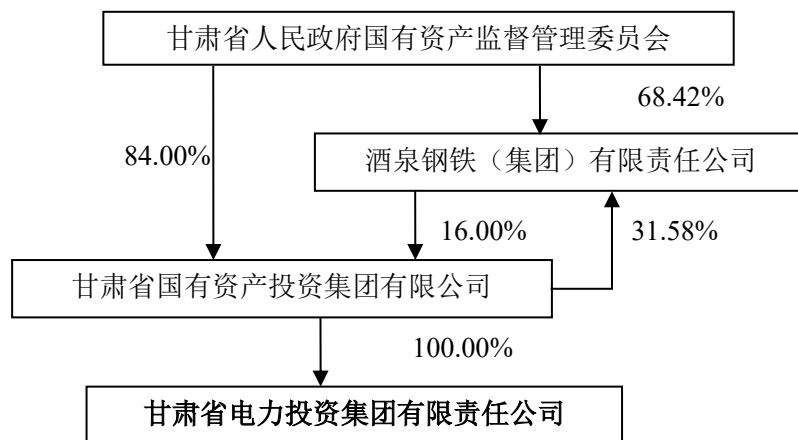 甘肃省人民政府国有资产监督管理委员会
68.42%
84.00%
酒泉钢铁（集团）有限责任公司
16.00%
31.58%
甘肃省国有资产投资集团有限公司
100.00%
甘肃省电力投资集团有限责任公司